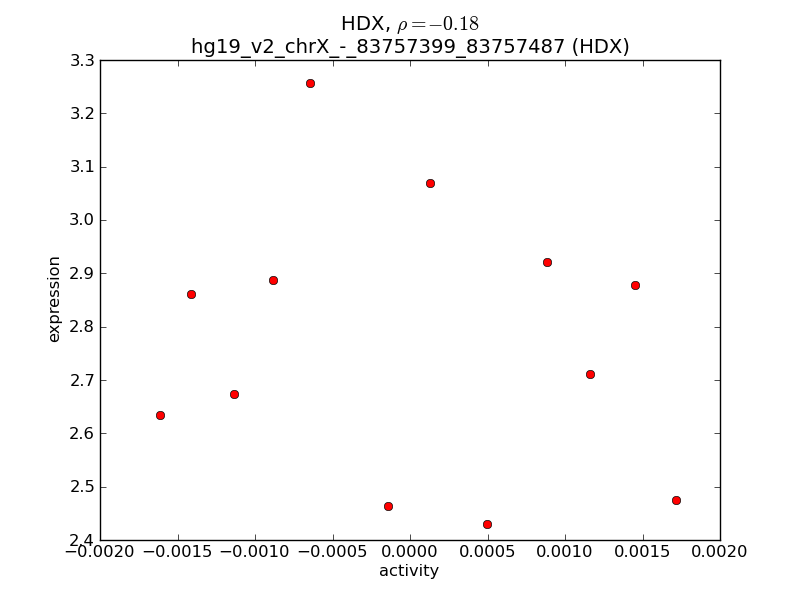 HDX, ρ = −0.18
hg19_v2_chrX_-_83757399_83757487 (HDX)
3.3
3.2
3.1
3.0
2.9
2.8
2.7
2.6
2.5
2.4
expression
−0.0020 −0.0015 −0.0010 −0.0005 0.0000 0.0005 0.0010 0.0015 0.0020
activity